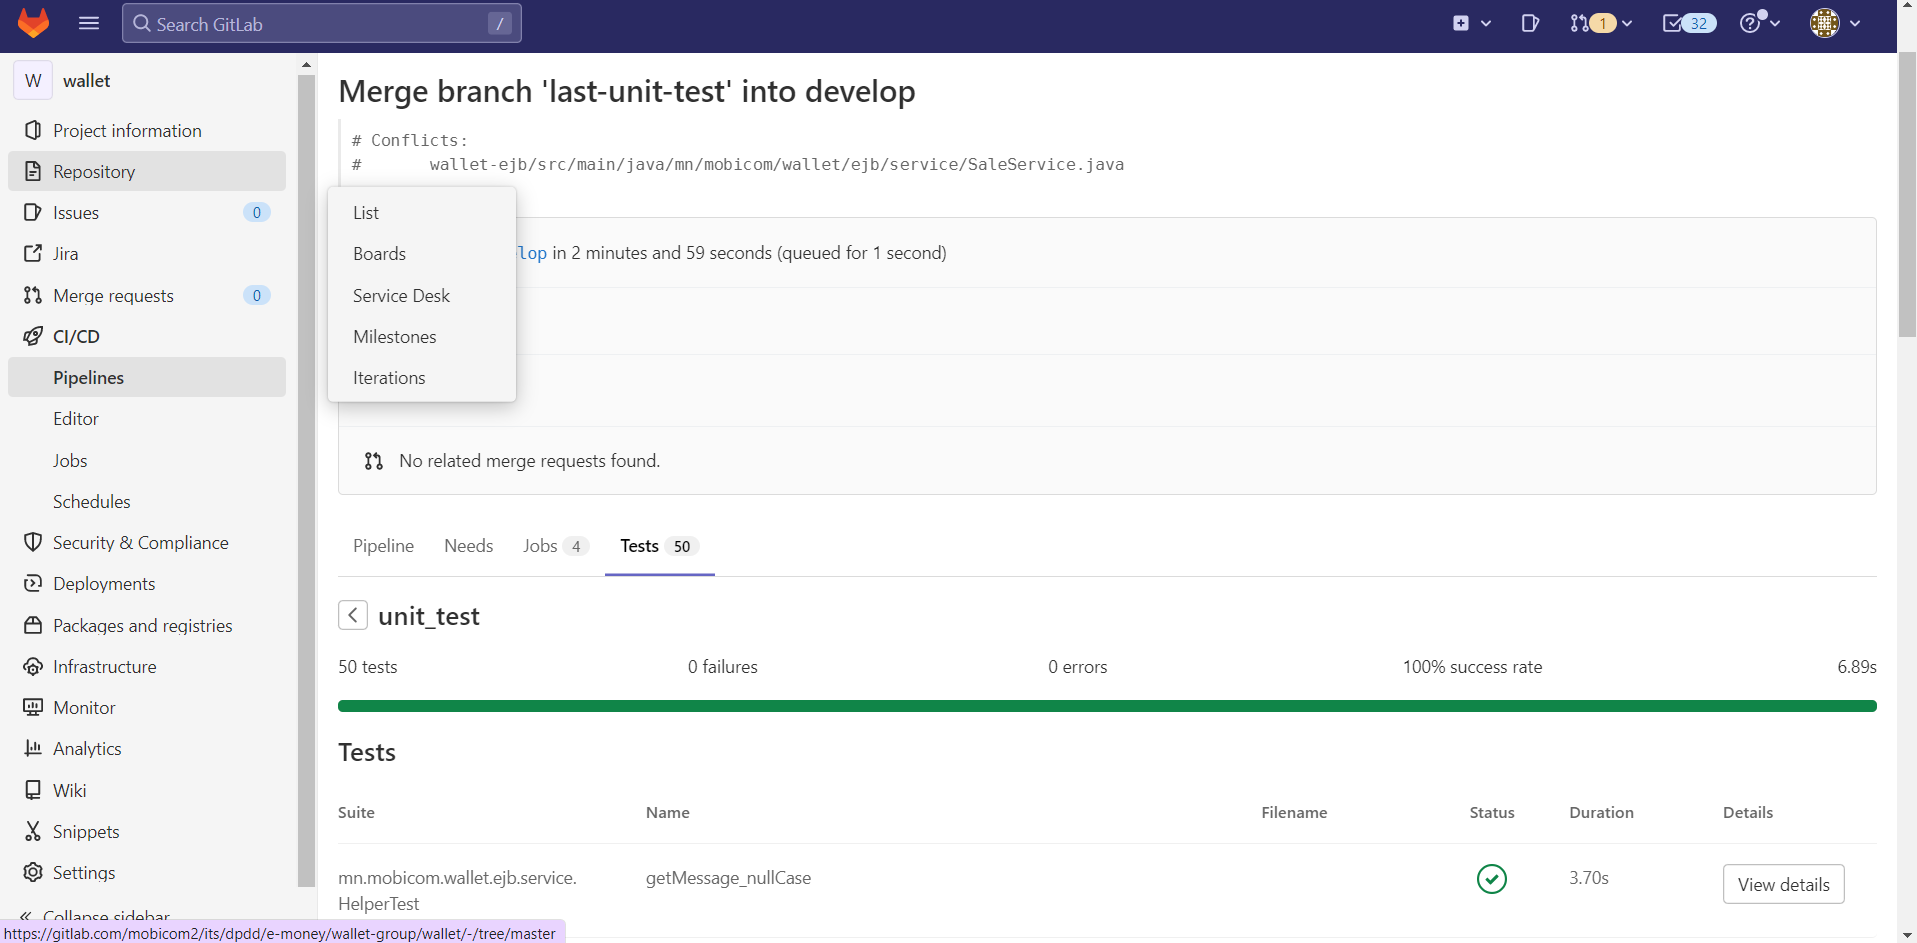 Search GitLab
/
1
32
W
wallet
Project information
Repository
Issues
0
Jira
Merge requests
0
CI/CD
Pipelines
Editor
Jobs
Schedules
Security & Compliance
Deployments
Packages and registries
Infrastructure
Monitor
Analytics
Wiki
Snippets
Settings
Collapse sidebar
https://gitlab.com/mobicom2/its/dpdd/e-money/wallet-group/wallet/-/tree/master
List
Boards
Service Desk
Milestones
Iterations
Merge branch 'last-unit-test' into develop
# Conflicts:
# wallet-ejb/src/main/java/mn/mobicom/wallet/ejb/service/SaleService.java
lop in 2 minutes and 59 seconds (queued for 1 second)
No related merge requests found.
Pipeline Needs Jobs 4 Tests 50
unit_test
50 tests 0 failures 0 errors 100% success rate 6.89s
Tests
Suite Name Filename Status Duration Details
mn.mobicom.wallet.ejb.service. getMessage_nullCase 3.70s View details
HelperTest